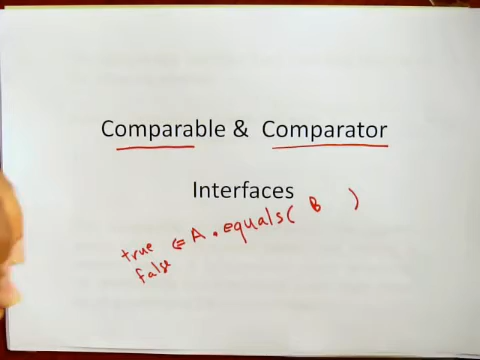 Comparable & Comparator
Interfaces
true ⇐ A.equals( B )
false